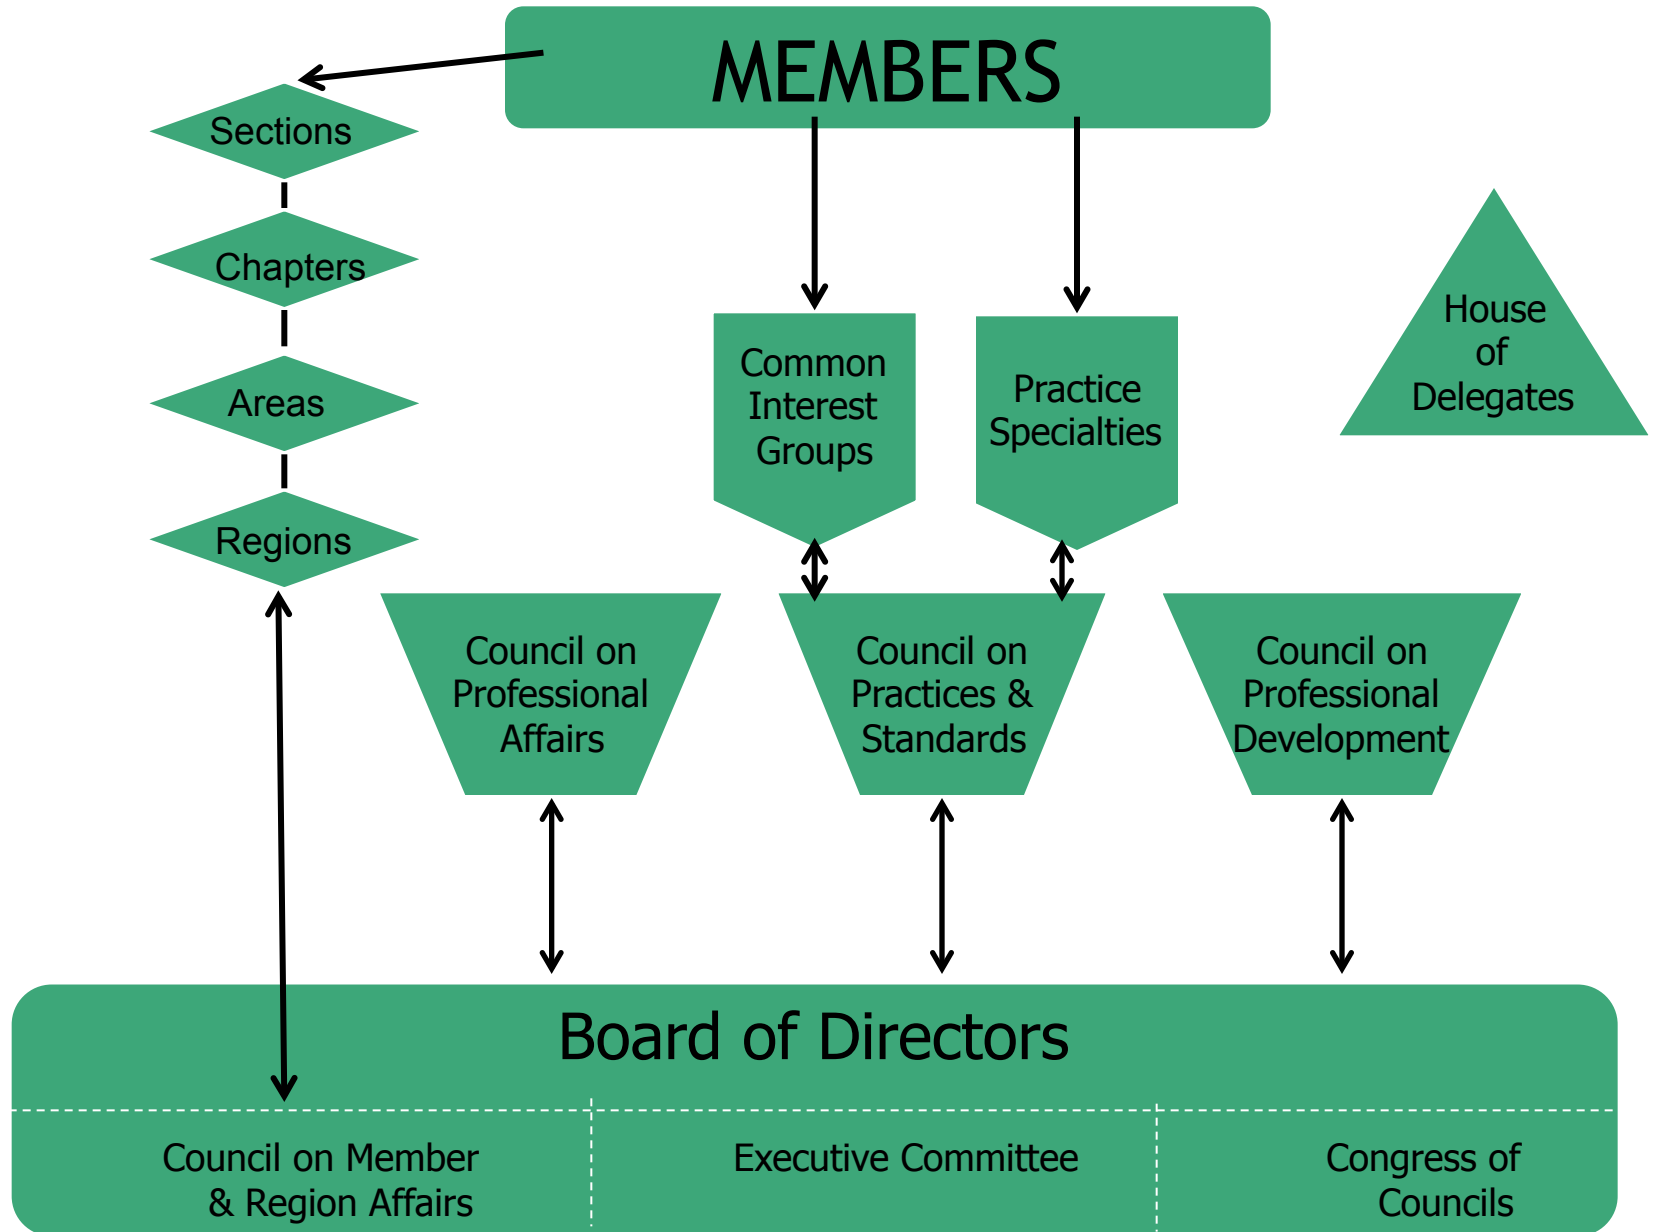 MEMBERS
Sections
Chapters
Areas
Regions
Common
Interest
Groups
Practice
Specialties
House
of
Delegates
Council on
Professional
Affairs
Council on
Practices &
Standards
Council on
Professional
Development
Board of Directors
Council on Member
& Region Affairs
Executive Committee
Congress of
Councils